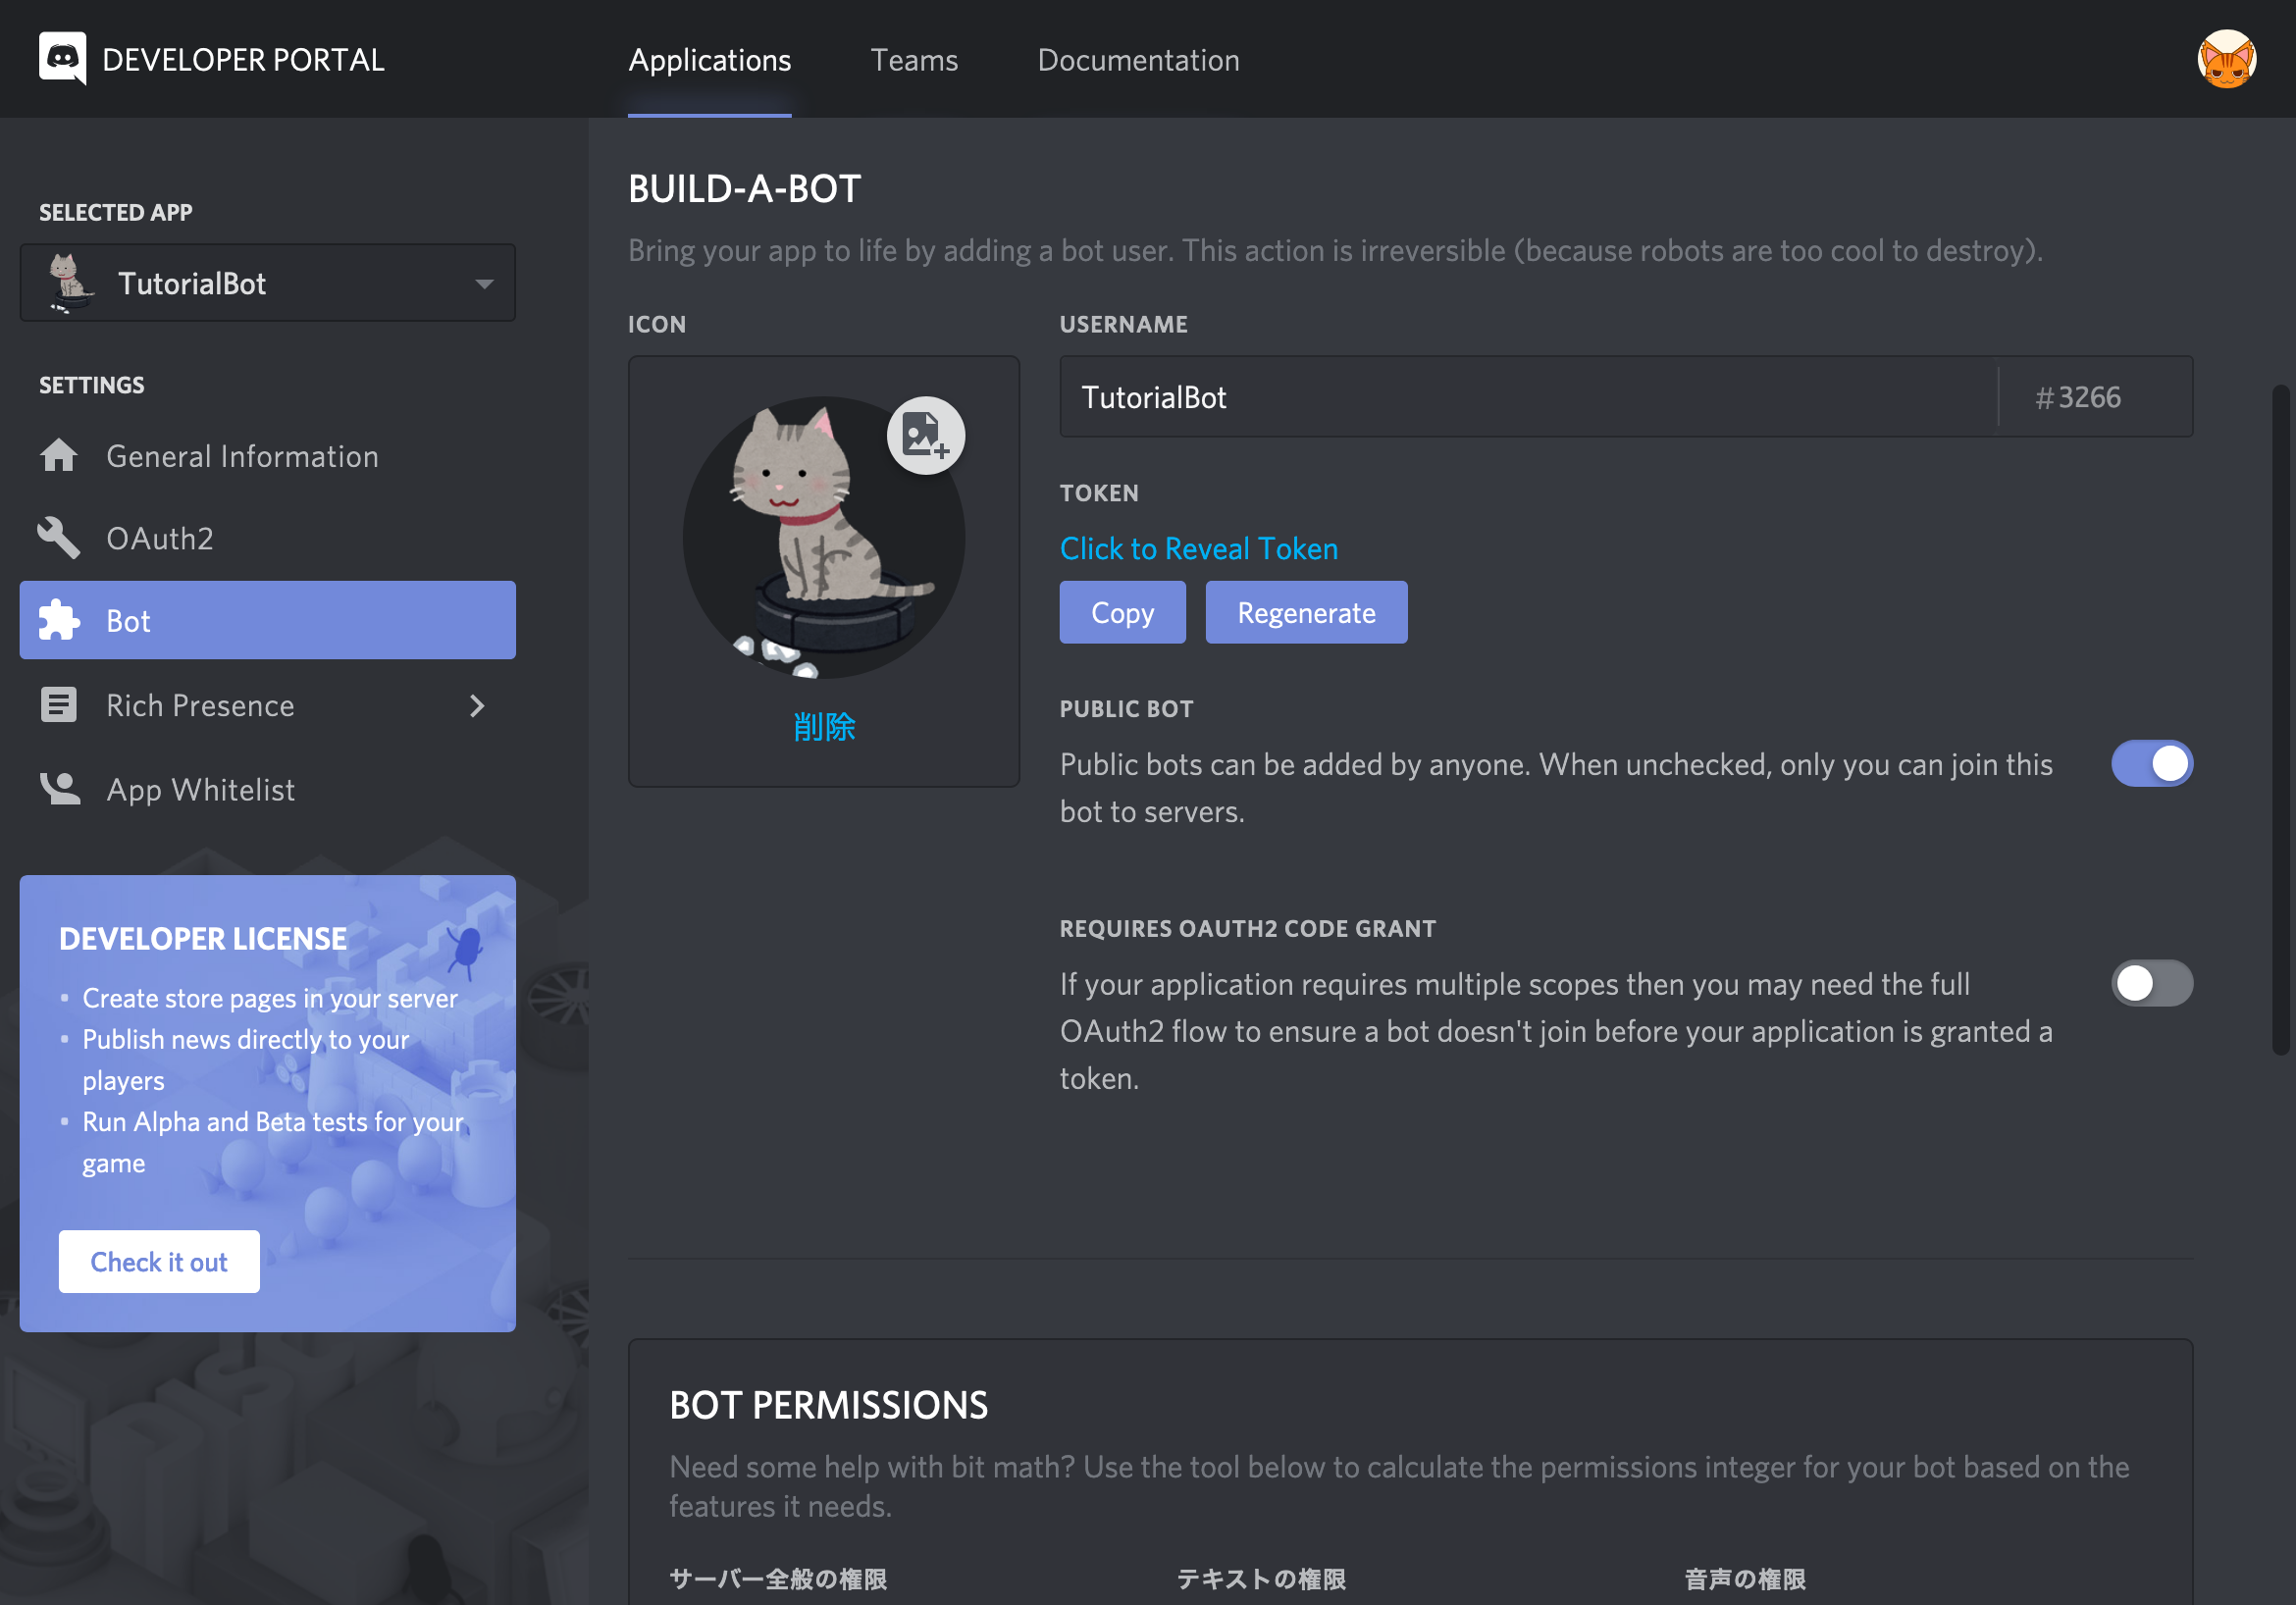 DEVELOPER PORTAL
Applications
Teams
Documentation
SELECTED APP
TutorialBot
SETTINGS
General Information
OAuth2
Bot
Rich Presence
App Whitelist
DEVELOPER LICENSE
Create store pages in your server
Publish news directly to your
players
Run Alpha and Beta tests for your
game
Check it out
BUILD-A-BOT
Bring your app to life by adding a bot user. This action is irreversible (because robots are too cool to destroy).
ICON
削除
USERNAME
TutorialBot
#3266
TOKEN
Click to Reveal Token
Copy
Regenerate
PUBLIC BOT
Public bots can be added by anyone. When unchecked, only you can join this
bot to servers.
REQUIRES OAUTH2 CODE GRANT
If your application requires multiple scopes then you may need the full
OAuth2 flow to ensure a bot doesn't join before your application is granted a
token.
BOT PERMISSIONS
Need some help with bit math? Use the tool below to calculate the permissions integer for your bot based on the
features it needs.
サーバー全般の権限
テキストの権限
音声の権限